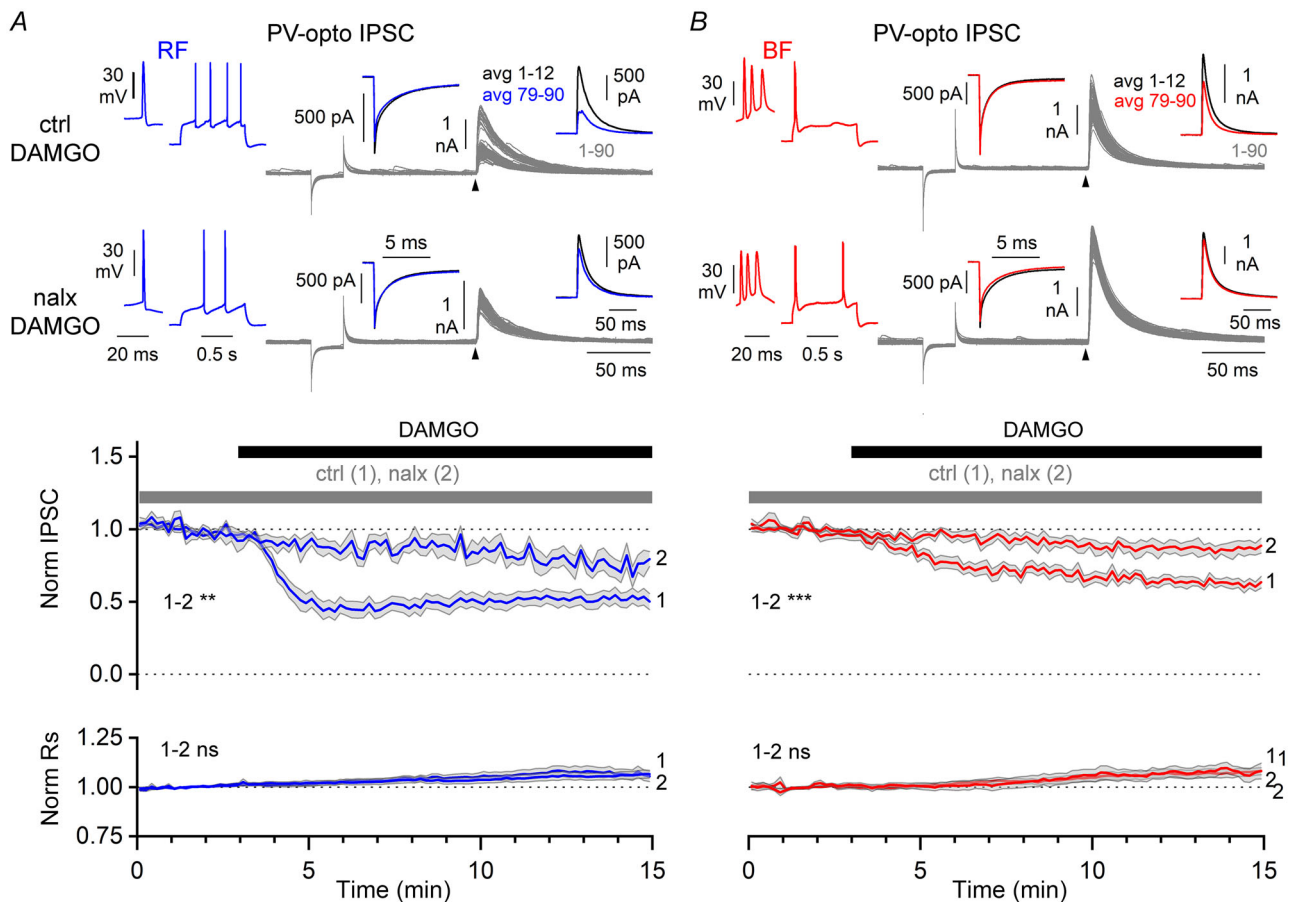 A
PV-opto IPSC
RF
30
mV
avg 1-12
avg 79-90
500
pA
ctrl
DAMGO
500 pA
1
nA
1-90
5 ms
30
mV
500 pA
500
pA
nalx
DAMGO
1
nA
50 ms
20 ms
0.5 s
50 ms
B
PV-opto IPSC
BF
30
mV
avg 1-12
avg 79-90
1
nA
500 pA
1
nA
1-90
5 ms
30
mV
500 pA
1
nA
1
nA
50 ms
20 ms
0.5 s
50 ms
DAMGO
ctrl (1), nalx (2)
1.5
1.0
0.5
0.0
Norm IPSC
2
1
1-2 **
DAMGO
ctrl (1), nalx (2)
2
1
1-2 ***
1.25
1.00
0.75
Norm Rs
1-2 ns
1
2
0
5
10
15
Time (min)
1-2 ns
11
2
2
0
5
10
15
Time (min)